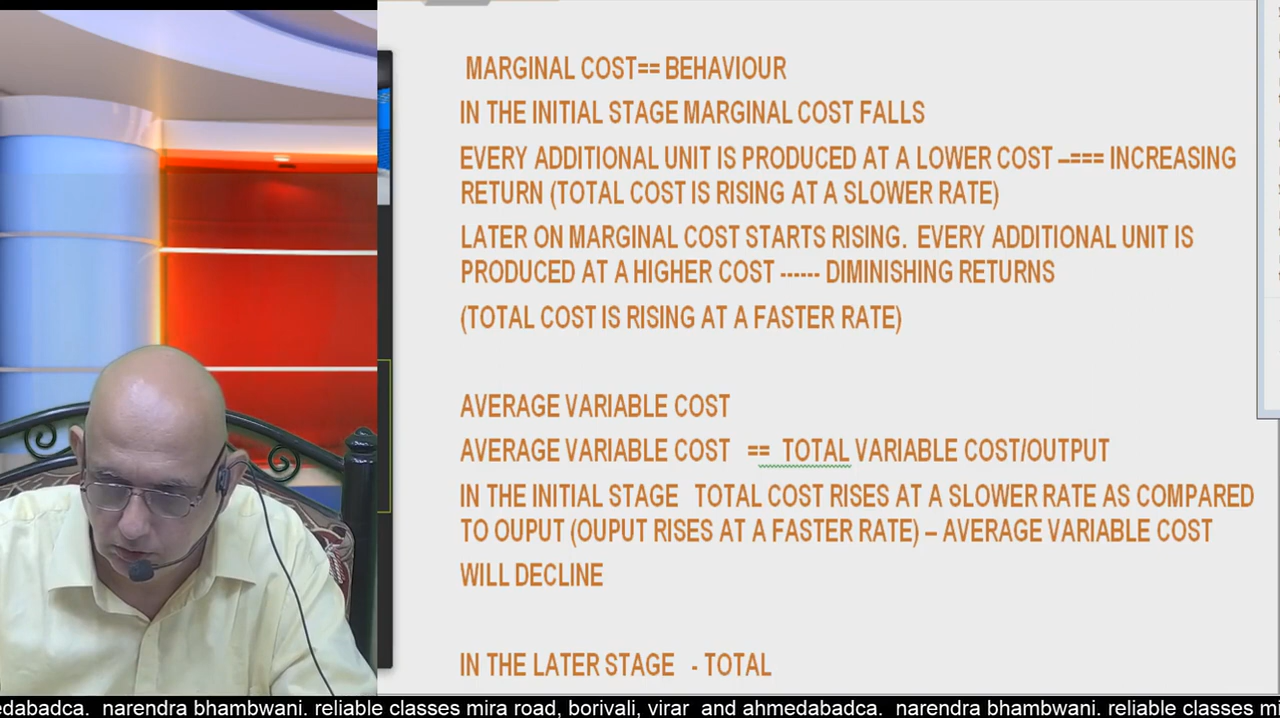 MARGINAL COST== BEHAVIOUR
IN THE INITIAL STAGE MARGINAL COST FALLS
EVERY ADDITIONAL UNIT IS PRODUCED AT A LOWER COST –=== INCREASING
RETURN (TOTAL COST IS RISING AT A SLOWER RATE)
LATER ON MARGINAL COST STARTS RISING. EVERY ADDITIONAL UNIT IS
PRODUCED AT A HIGHER COST ------ DIMINISHING RETURNS
(TOTAL COST IS RISING AT A FASTER RATE)
AVERAGE VARIABLE COST
AVERAGE VARIABLE COST == TOTAL VARIABLE COST/OUTPUT
IN THE INITIAL STAGE TOTAL COST RISES AT A SLOWER RATE AS COMPARED
TO OUPUT (OUPUT RISES AT A FASTER RATE) – AVERAGE VARIABLE COST
WILL DECLINE
IN THE LATER STAGE - TOTAL
edabadca. narendra bhambwani. reliable classes mira road, borivali, virar and ahmedabadca. narendra bhambwani. reliable classes mi